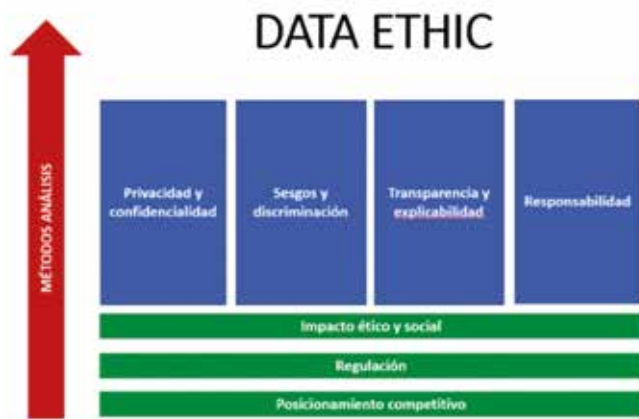 DATA ETHIC
MÉTODOS ANÁLISIS
Privacidad y
confidencialidad
Sesgos y
discriminación
Transparencia y
explicabilidad
Responsabilidad
Impacto ético y social
Regulación
Posicionamiento competitivo